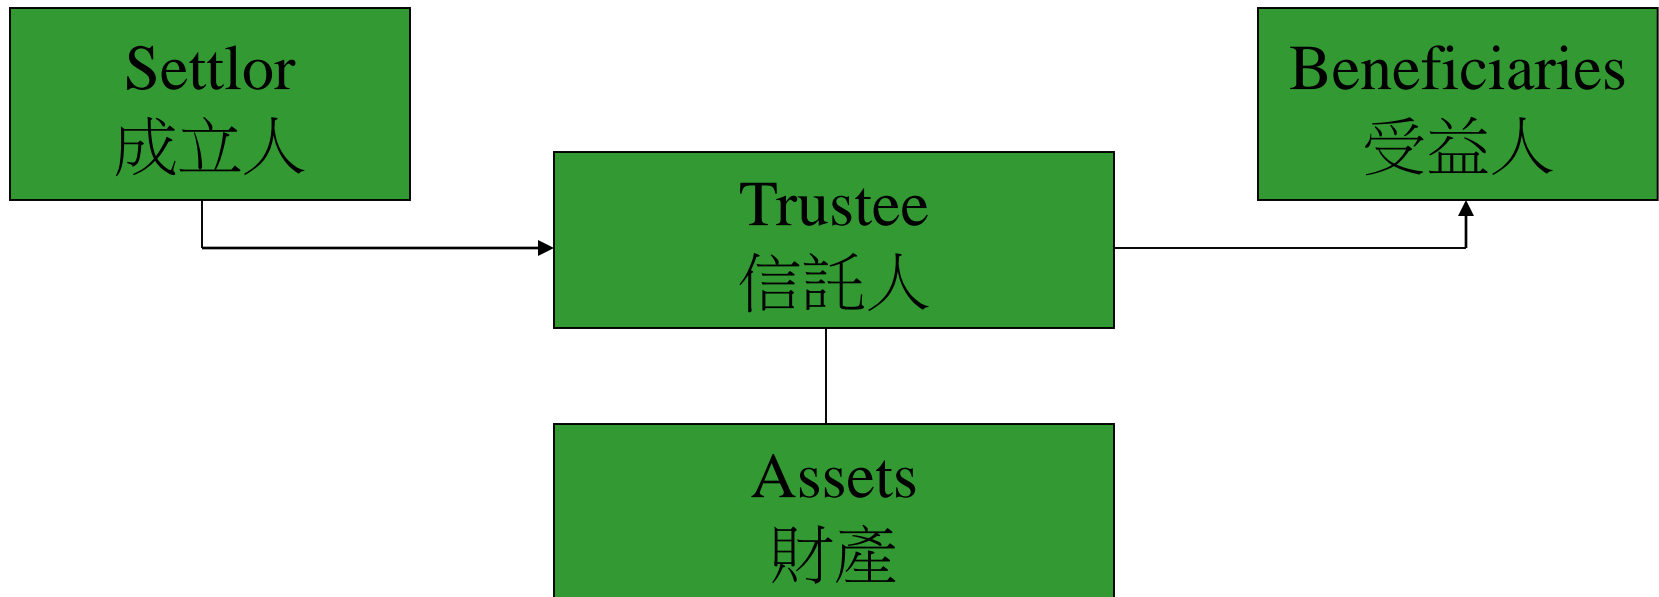 Settlor
成立人
Beneficiaries
受益人
Trustee
信託人
Assets
財產